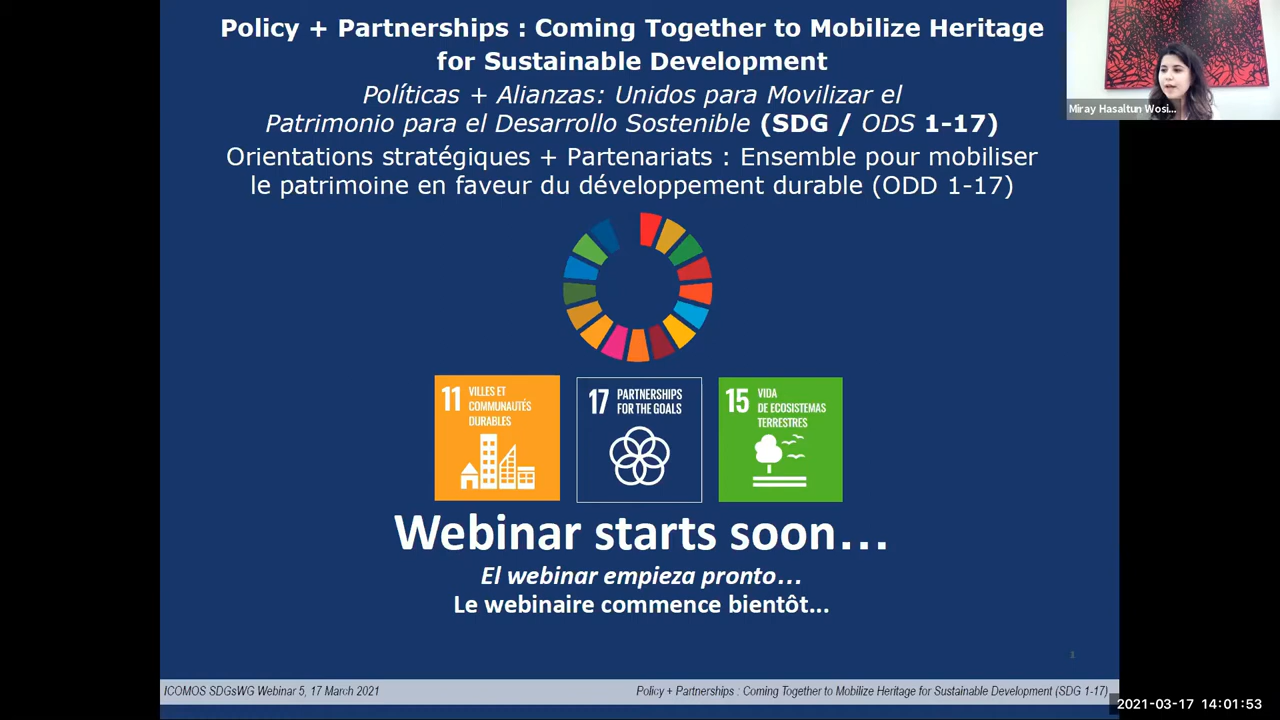 Policy + Partnerships : Coming Together to Mobilize Heritage
for Sustainable Development
Políticas + Alianzas: Unidos para Movilizar el
Patrimonio para el Desarrollo Sostenible (SDG / ODS 1-17)
Orientations stratégiques + Partenariats : Ensemble pour mobiliser
le patrimoine en faveur du développement durable (ODD 1-17)
Miray Hasaltun Wosi...
11 VILLES ET
COMMUNAUTÉS
DURABLES
17 PARTNERSHIPS
FOR THE GOALS
15 VIDA
DE ECOSISTEMAS
TERRESTRES
Webinar starts soon...
El webinar empieza pronto...
Le webinaire commence bientôt...
1
ICOMOS SDGsWG Webinar 5, 17 March 2021
Policy + Partnerships : Coming Together to Mobilize Heritage for Sustainable Development (SDG 1-17)
2021-03-17 14:01:53